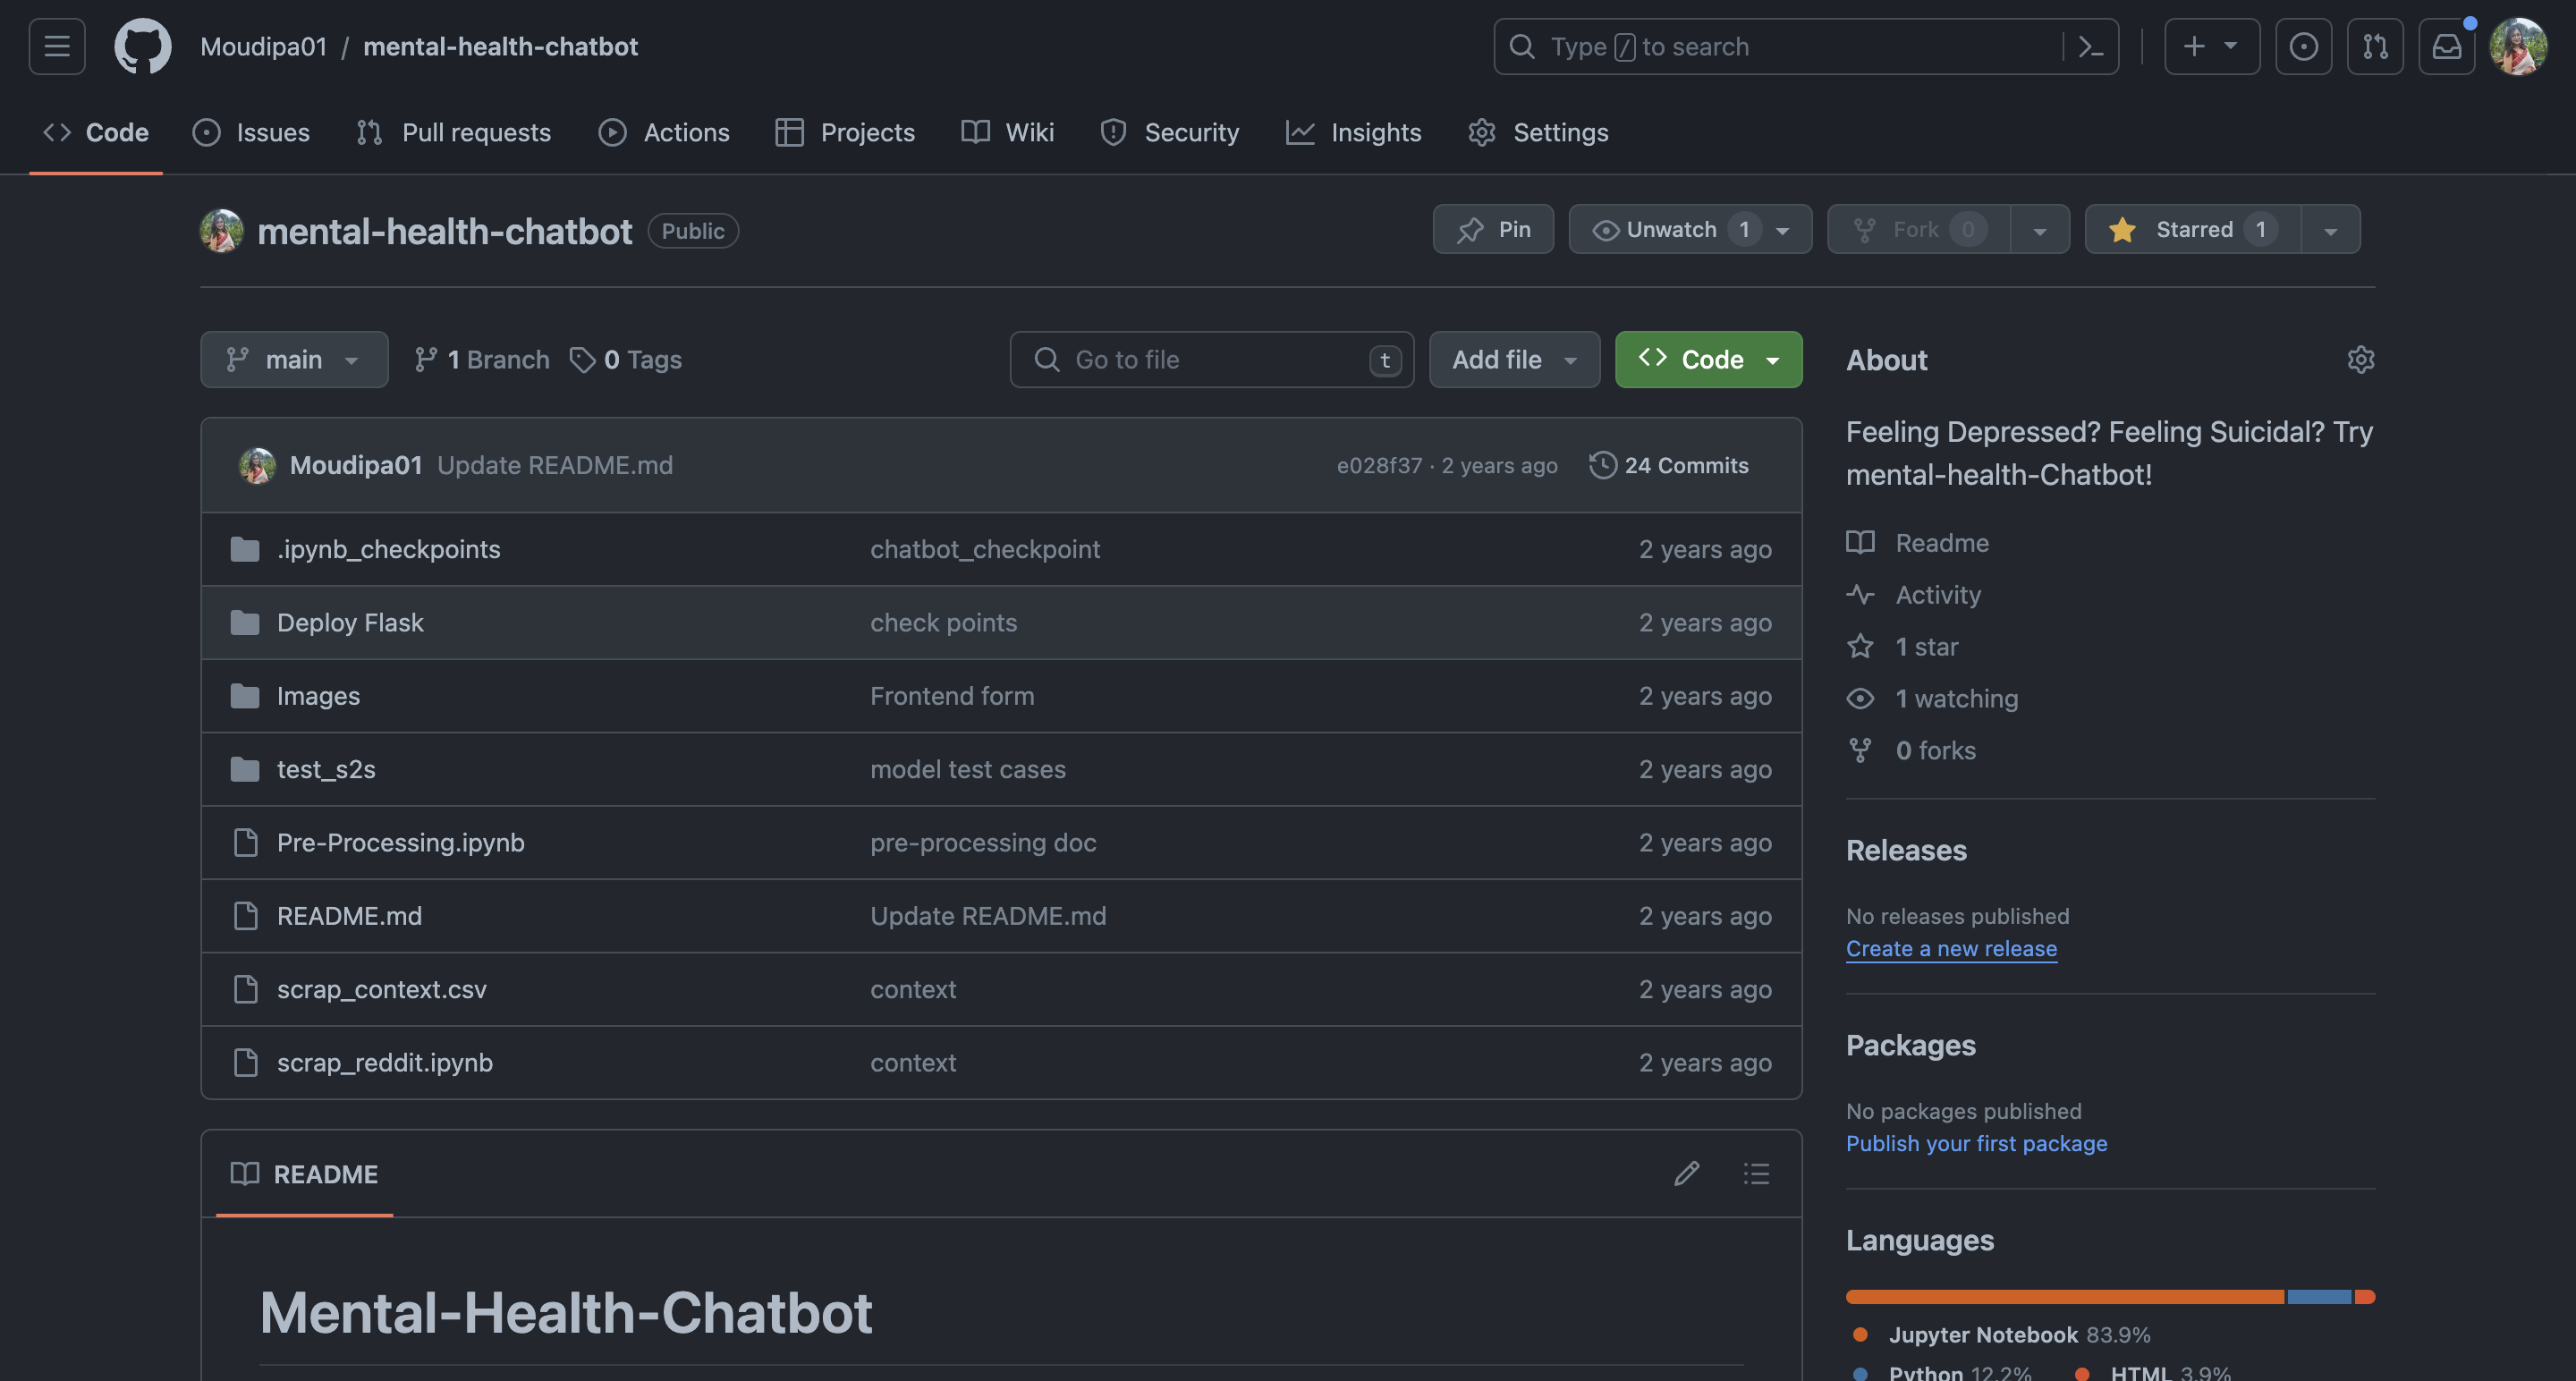 Moudipa01 / mental-health-chatbot
Type / to search
Code
Issues
Pull requests
Actions
Projects
Wiki
Security
Insights
Settings
mental-health-chatbot Public
Pin
Unwatch 1
Fork 0
Starred 1
main
1 Branch
0 Tags
Go to file t
Add file
Code
Moudipa01 Update README.md e028f37 · 2 years ago 24 Commits
.ipynb_checkpoints chatbot_checkpoint 2 years ago
Deploy Flask check points 2 years ago
Images Frontend form 2 years ago
test_s2s model test cases 2 years ago
Pre-Processing.ipynb pre-processing doc 2 years ago
README.md Update README.md 2 years ago
scrap_context.csv context 2 years ago
scrap_reddit.ipynb context 2 years ago
README
Mental-Health-Chatbot
About
Feeling Depressed? Feeling Suicidal? Try
mental-health-Chatbot!
Readme
Activity
1 star
1 watching
0 forks
Releases
No releases published
Create a new release
Packages
No packages published
Publish your first package
Languages
Jupyter Notebook 83.9%
Python 12.2% HTML 3.9%